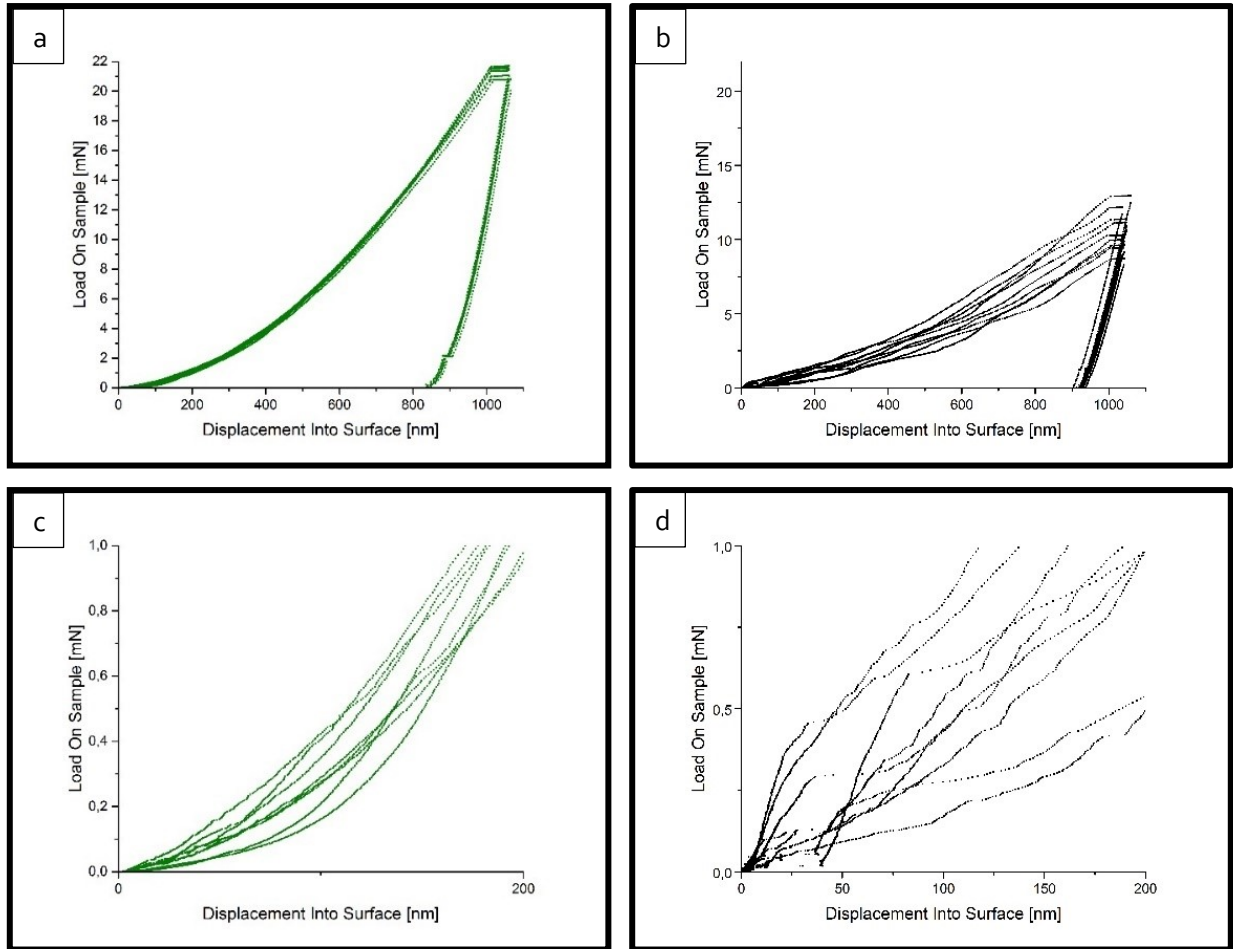 a
22
20
18
16
14
12
10
8
6
4
2
0
Load On Sample [mN]
0 200 400 600 800 1000
Displacement Into Surface [nm]
b
20
15
10
5
0
Load On Sample [mN]
0 200 400 600 800 1000
Displacement Into Surface [nm]
c
1,0
0,8
0,6
0,4
0,2
0,0
Load On Sample [mN]
0 200
Displacement Into Surface [nm]
d
1,0
0,5
0,0
Load On Sample [mN]
0 50 100 150 200
Displacement Into Surface [nm]